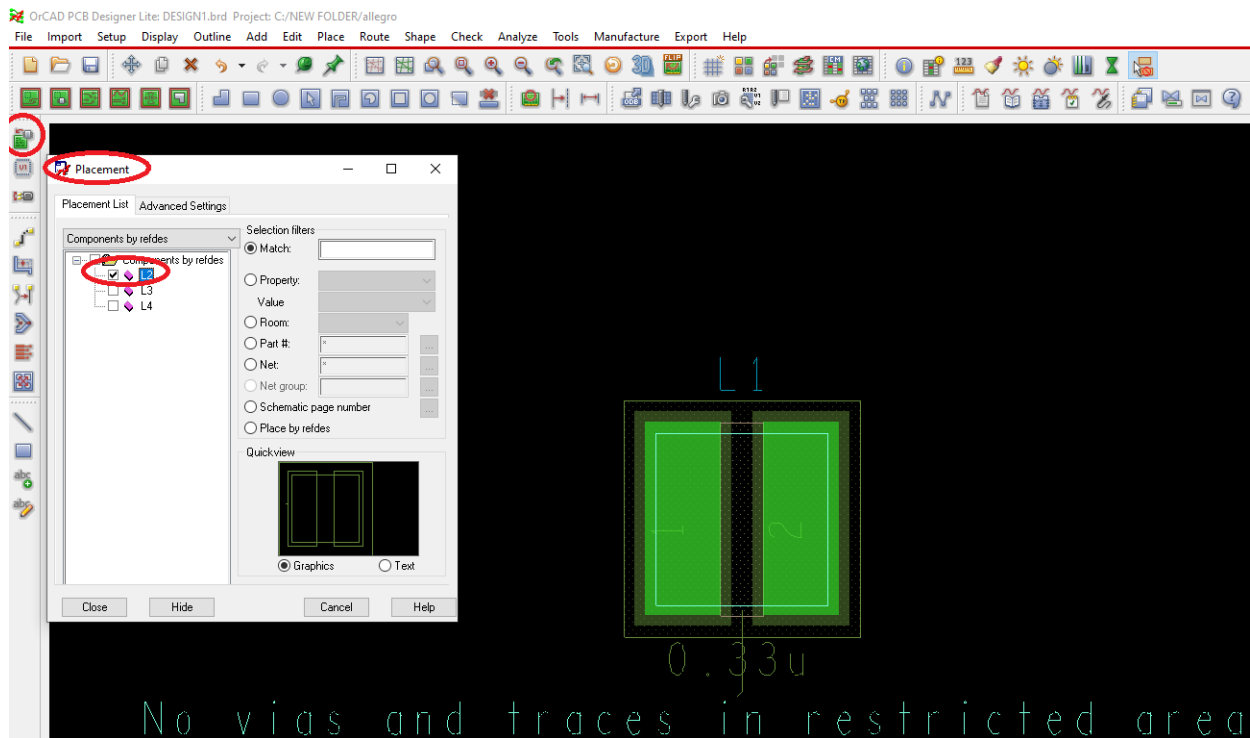 OrCAD PCB Designer Lite: DESIGN1.brd Project: C:/NEW FOLDER/allegro
File Import Setup Display Outline Add Edit Place Route Shape Check Analyze Tools Manufacture Export Help
Placement
Placement List Advanced Settings
Components by refdes
Components by refdes
L2
L3
L4
Selection filters
Match:
Property:
Value
Room:
Part #: *
...
Net: *
...
Net group:
...
Schematic page number
...
Place by refdes
Quickview
Graphics Text
Close Hide Cancel Help
L1
1 2
0.33u
No vias and traces in restricted area